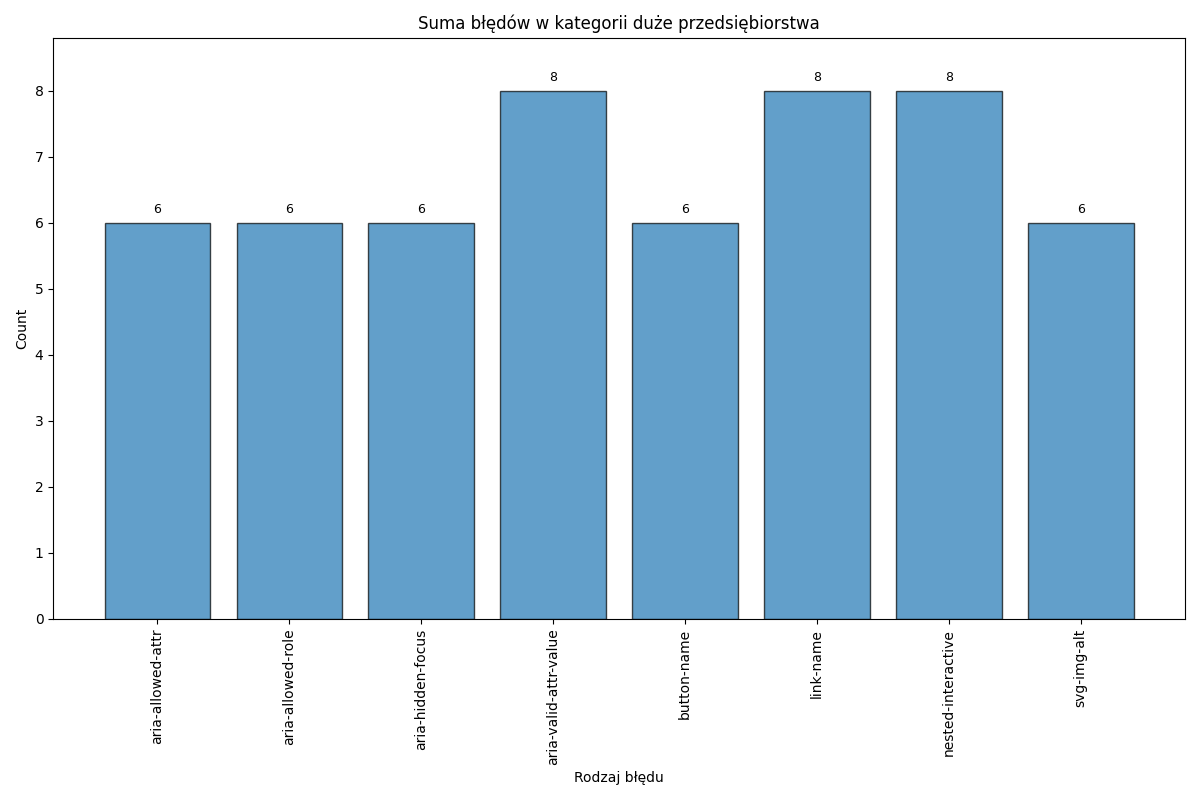 Suma błędów w kategorii duże przedsiębiorstwa
Count
8
7
6
5
4
3
2
1
0
6
6
6
8
6
8
8
6
aria-allowed-attr
aria-allowed-role
aria-hidden-focus
aria-valid-attr-value
button-name
link-name
nested-interactive
svg-img-alt
Rodzaj błędu